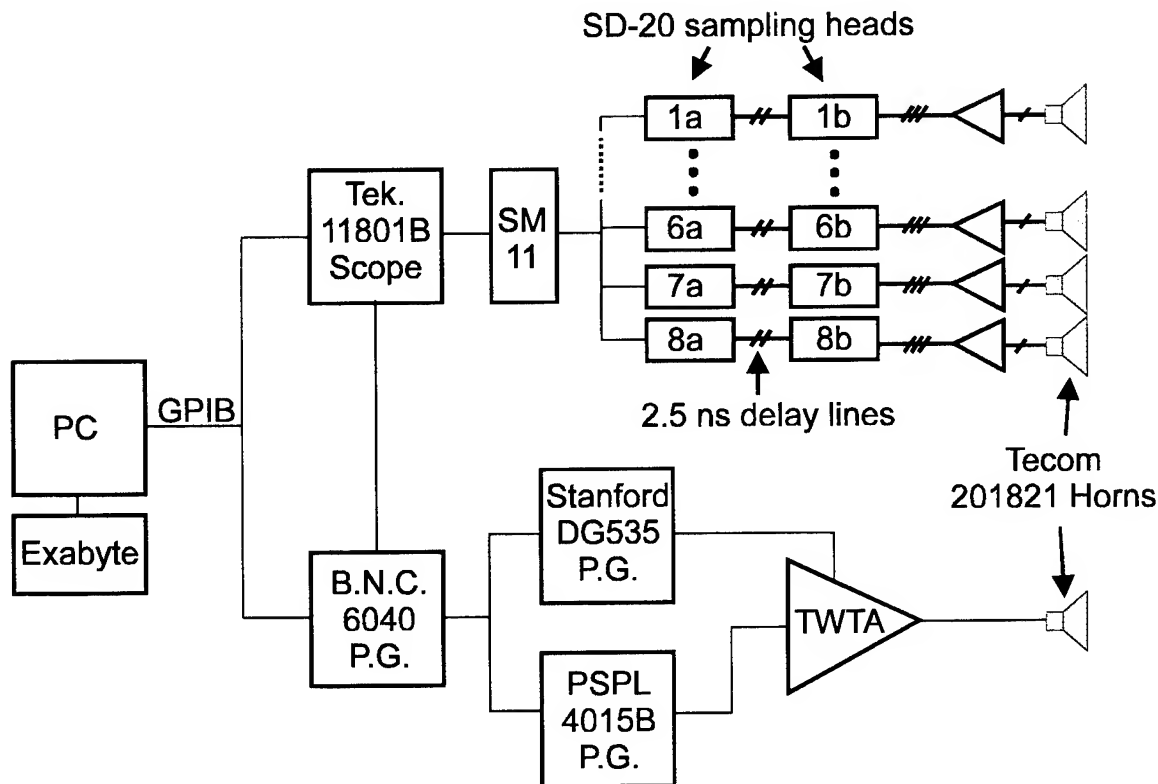 SD-20 sampling heads
1a
1b
Tek.
11801B
Scope
SM
11
6a
6b
7a
7b
8a
8b
GPIB
2.5 ns delay lines
PC
Exabyte
Tecom
201821 Horns
Stanford
DG535
P.G.
B.N.C.
6040
P.G.
TWTA
PSPL
4015B
P.G.